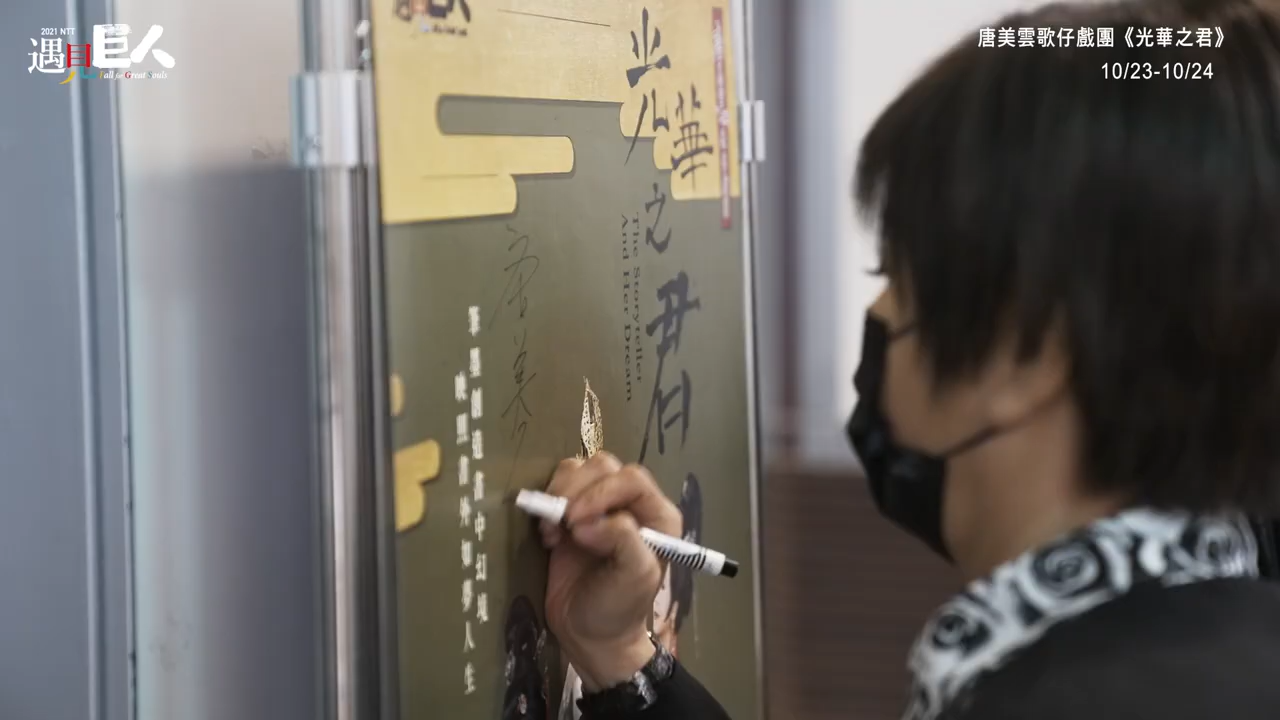 2021 NTT
遇見巨人
Fall for Great Souls
唐美雲歌仔戲團《光華之君》
10/23-10/24
光華之君
The Storyteller
And Her Dream
筆墨創造書中幻境
映照書外如夢人生
唐美